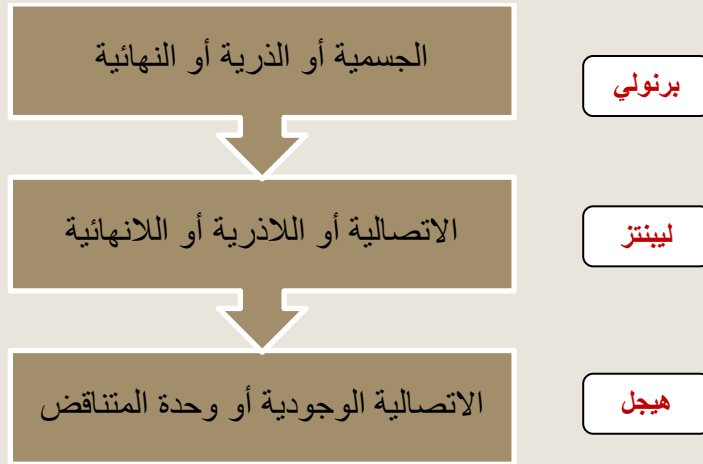 الجسمية أو الذرية أو النهائية
برنولي
الاتصالية أو اللاذرية أو اللانهائية
ليبنتز
الاتصالية الوجودية أو وحدة المتناقض
هيجل